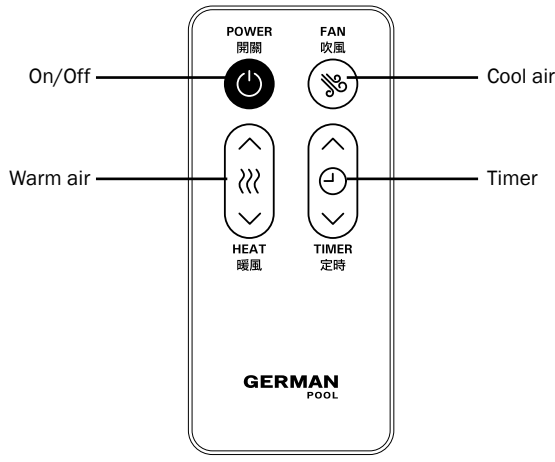 POWER
開關
FAN
吹風
On/Off
Cool air
Warm air
Timer
HEAT
暖風
TIMER
定時
GERMAN
POOL